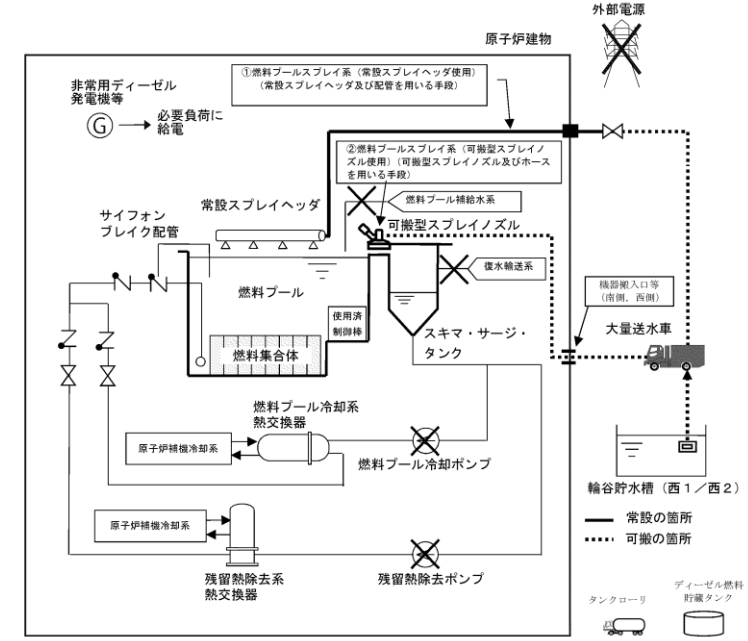 外部電源
原子炉建物
①燃料プールスプレイ系（常設スプレイヘッダ使用）
（常設スプレイヘッダ及び配管を用いる手段）
非常用ディーゼル
発電機等
G
必要負荷に
給電
②燃料プールスプレイ系（可搬型スプレイノ
ズル使用）（可搬型スプレイノズル及びホース
を用いる手段）
燃料プール補給水系
常設スプレイヘッダ
可搬型スプレイノズル
サイフォン
ブレイク配管
復水輸送系
機器搬入口等
（南側，西側）
燃料プール
使用済
制御棒
大量送水車
スキマ・サージ・
タンク
燃料集合体
燃料プール冷却系
熱交換器
原子炉補機冷却系
燃料プール冷却ポンプ
輪谷貯水槽（西１／西２）
常設の箇所
可搬の箇所
原子炉補機冷却系
残留熱除去系
熱交換器
残留熱除去ポンプ
タンクローリ
ディーゼル燃料
貯蔵タンク